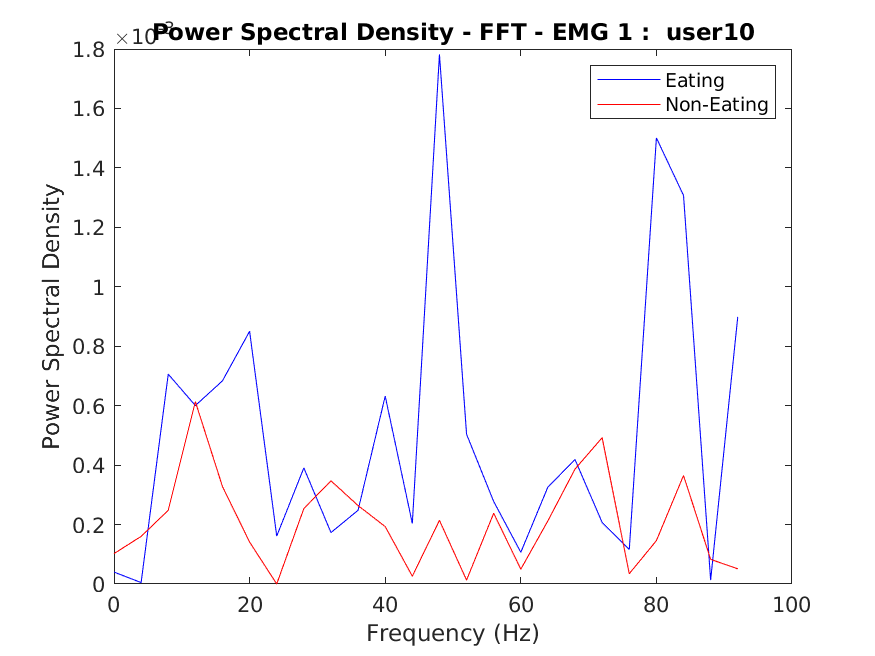 ×10⁻³
Power Spectral Density - FFT - EMG 1 : user10
Eating
Non-Eating
Power Spectral Density
1.8
1.6
1.4
1.2
1
0.8
0.6
0.4
0.2
0
0 20 40 60 80 100
Frequency (Hz)